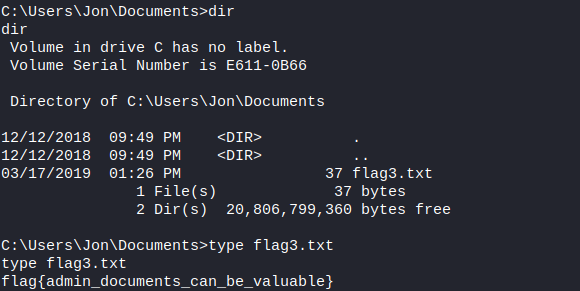 C:\Users\Jon\Documents>dir
dir
 Volume in drive C has no label.
 Volume Serial Number is E611-0B66

 Directory of C:\Users\Jon\Documents

12/12/2018  09:49 PM    <DIR>          .
12/12/2018  09:49 PM    <DIR>          ..
03/17/2019  01:26 PM                37 flag3.txt
               1 File(s)             37 bytes
               2 Dir(s)  20,806,799,360 bytes free

C:\Users\Jon\Documents>type flag3.txt
type flag3.txt
flag{admin_documents_can_be_valuable}